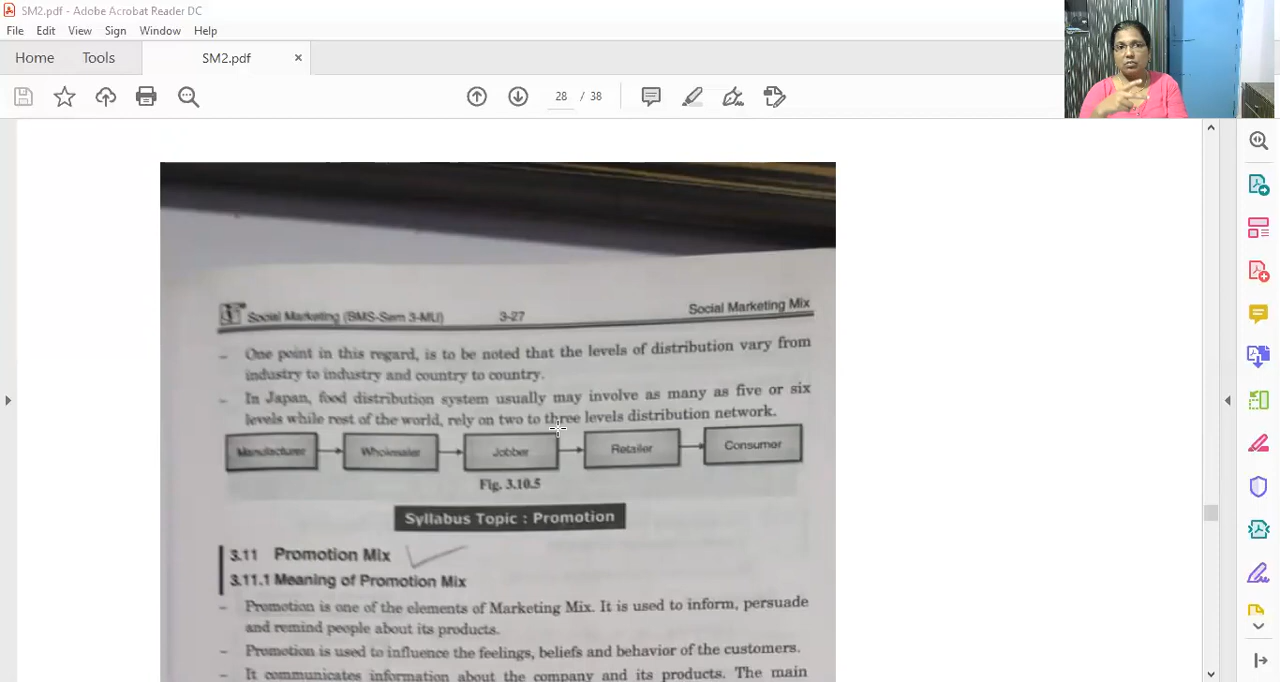 SM2.pdf - Adobe Acrobat Reader DC
File Edit View Sign Window Help
Home Tools SM2.pdf ×
28 / 38
Social Marketing (BMS-Sem 3-MU) 3-27 Social Marketing Mix
– One point in this regard, is to be noted that the levels of distribution vary from
industry to industry and country to country.
– In Japan, food distribution system usually may involve as many as five or six
levels while rest of the world, rely on two to three levels distribution network.
Manufacturer Wholesaler Jobber Retailer Consumer
Fig. 3.10.5
Syllabus Topic : Promotion
3.11 Promotion Mix
3.11.1 Meaning of Promotion Mix
– Promotion is one of the elements of Marketing Mix. It is used to inform, persuade
and remind people about its products.
– Promotion is used to influence the feelings, beliefs and behavior of the customers.
– It communicates information about the company and its products. The main